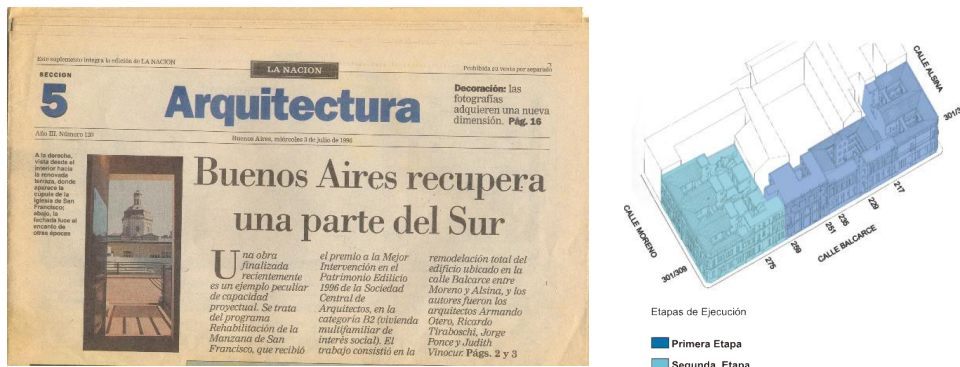 Este suplemento integra la edición de LA NACION
LA NACION
Prohibida su venta por separado
SECCION
5
Arquitectura
Decoración: las
fotografías
adquieren una nueva
dimensión. Pág. 16
Año III. Número 139
Buenos Aires, miércoles 3 de julio de 1996
A la derecha,
vista desde el
interior hacia
la renovada
terraza, donde
aparece la
cúpula de la
iglesia de San
Francisco;
abajo, la
fachada luce el
encanto de
otras épocas
Buenos Aires recupera
una parte del Sur
Una obra
finalizada
recientemente
es un ejemplo peculiar
de capacidad
proyectual. Se trata
del programa
Rehabilitación de la
Manzana de San
Francisco, que recibió
el premio a la Mejor
Intervención en el
Patrimonio Edilicio
1996 de la Sociedad
Central de
Arquitectos, en la
categoría B2 (vivienda
multifamiliar de
interés social). El
trabajo consistió en la
remodelación total del
edificio ubicado en la
calle Balcarce entre
Moreno y Alsina, y los
autores fueron los
arquitectos Armando
Otero, Ricardo
Tiraboschi, Jorge
Ponce y Judith
Vinocur. Págs. 2 y 3
CALLE ALSINA
301/3
217
229
235
251
259
275
CALLE BALCARCE
CALLE MORENO
301/309
Etapas de Ejecución
Primera Etapa
Segunda Etapa